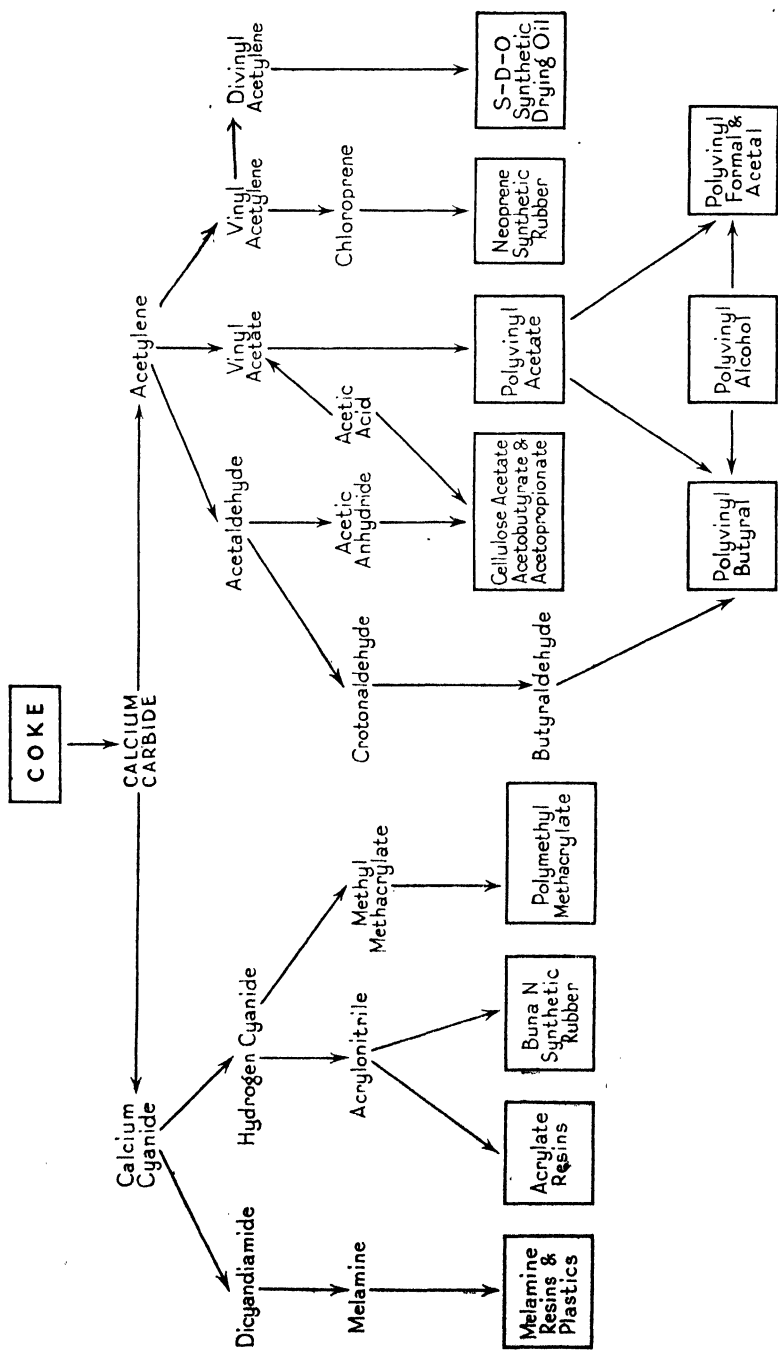 COKE
CALCIUM
CARBIDE
Calcium
Cyanide
Acetylene
Dicyandiamide
Hydrogen Cyanide
Acetaldehyde
Vinyl
Acetate
Vinyl
Acetylene
Divinyl
Acetylene
Melamine
Acrylonitrile
Methyl
Methacrylate
Crotonaldehyde
Acetic
Anhydride
Acetic
Acid
Chloroprene
Melamine
Resins &
Plastics
Acrylate
Resins
Buna N
Synthetic
Rubber
Polymethyl
Methacrylate
Butyraldehyde
Cellulose Acetate
Acetobutyrate &
Acetopropionate
Polyvinyl
Acetate
Neoprene
Synthetic
Rubber
S-D-O
Synthetic
Drying Oil
Polyvinyl
Butyral
Polyvinyl
Alcohol
Polyvinyl
Formal &
Acetal